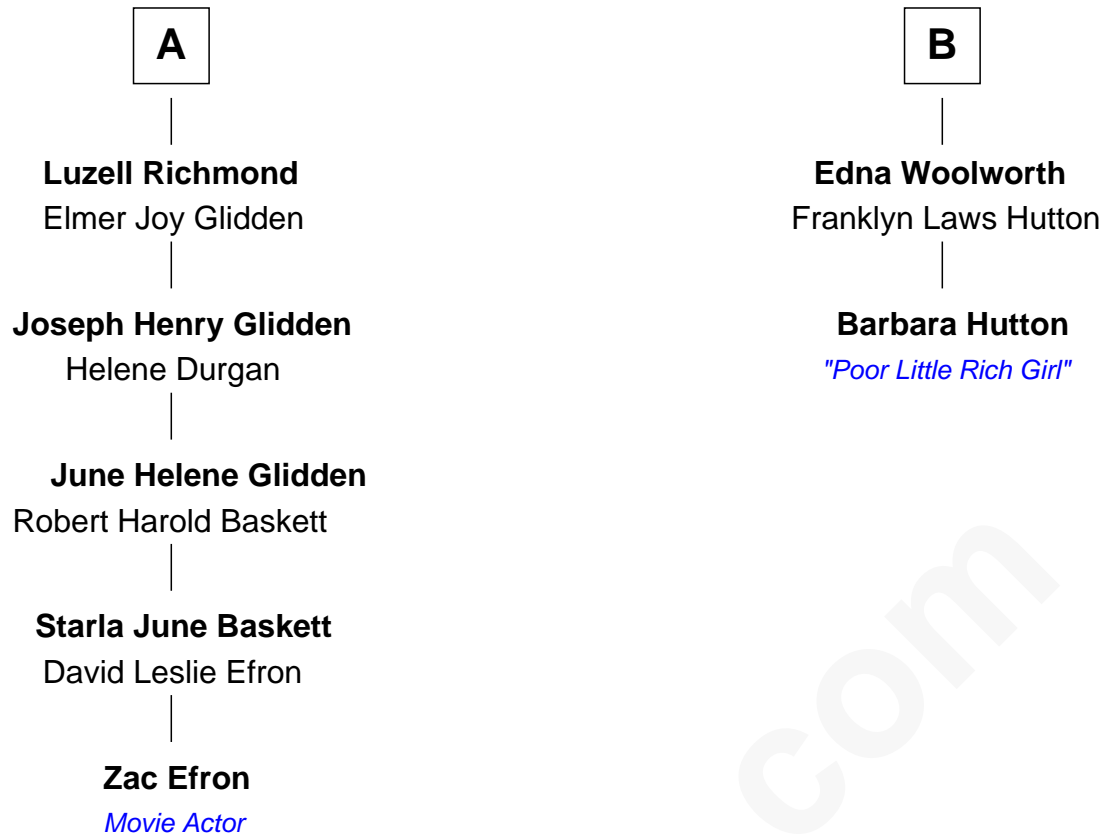 A
Luzell Richmond
Elmer Joy Glidden
Joseph Henry Glidden
Helene Durgan
June Helene Glidden
Robert Harold Baskett
Starla June Baskett
David Leslie Efron
Zac Efron
Movie Actor
B
Edna Woolworth
Franklyn Laws Hutton
Barbara Hutton
"Poor Little Rich Girl"
com